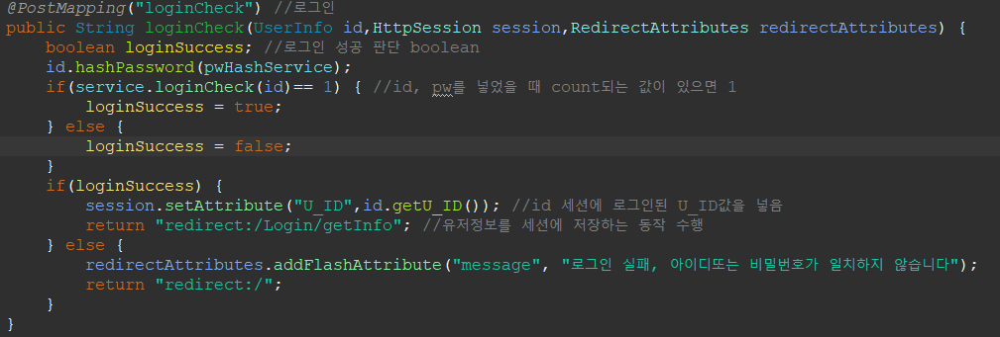 @PostMapping("loginCheck") //로그인
public String loginCheck(UserInfo id,HttpSession session,RedirectAttributes redirectAttributes) {
    boolean loginSuccess; //로그인 성공 판단 boolean
    id.hashPassword(pwHashService);
    if(service.loginCheck(id)== 1) { //id, pw를 넣었을 때 count되는 값이 있으면 1
        loginSuccess = true;
    } else {
        loginSuccess = false;
    }
    if(loginSuccess) {
        session.setAttribute("U_ID",id.getU_ID()); //id 세션에 로그인된 U_ID값을 넣음
        return "redirect:/Login/getInfo"; //유저정보를 세션에 저장하는 동작 수행
    } else {
        redirectAttributes.addFlashAttribute("message", "로그인 실패, 아이디또는 비밀번호가 일치하지 않습니다");
        return "redirect:/";
    }
}